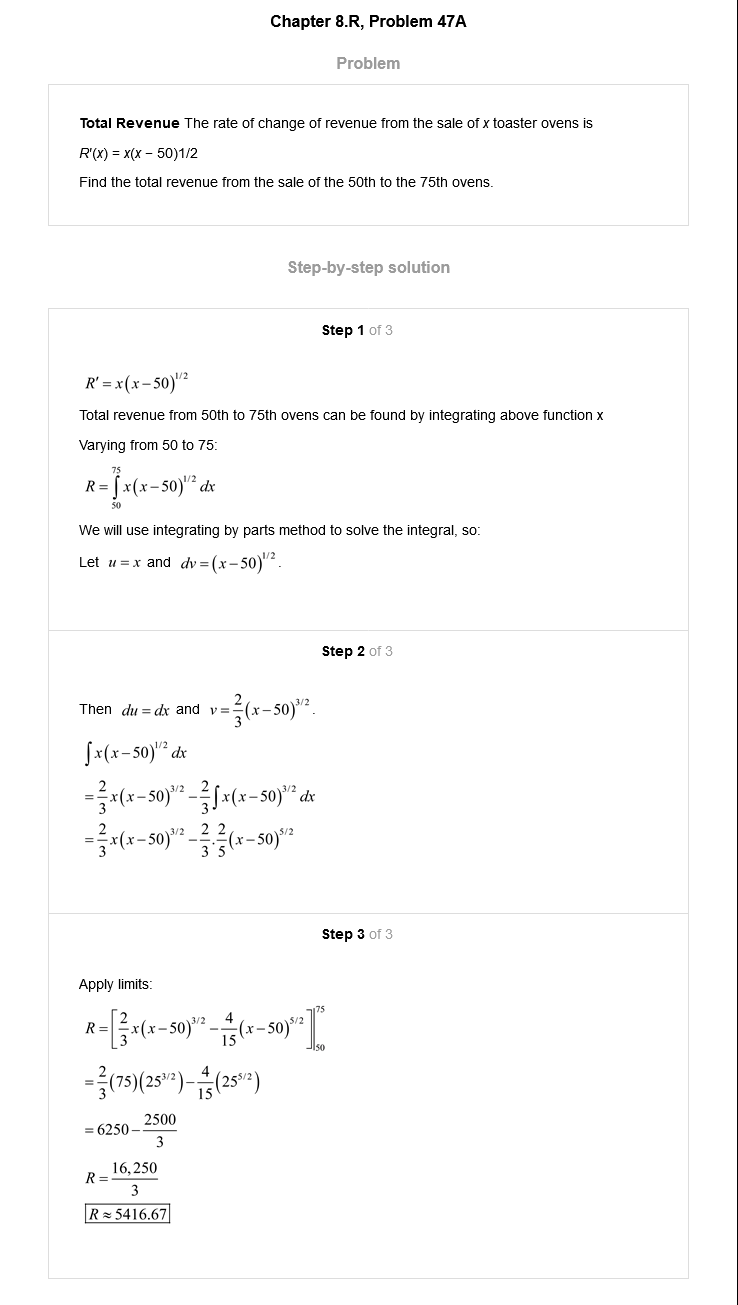 Chapter 8.R, Problem 47A
Problem
Total Revenue The rate of change of revenue from the sale of x toaster ovens is
R'(x) = x(x − 50)1/2
Find the total revenue from the sale of the 50th to the 75th ovens.
Step-by-step solution
Step 1 of 3
R′ = x(x−50)^{1/2}
Total revenue from 50th to 75th ovens can be found by integrating above function x
Varying from 50 to 75:
R = ∫_{50}^{75} x(x−50)^{1/2} dx
We will use integrating by parts method to solve the integral, so:
Let u = x and dv = (x−50)^{1/2}.
Step 2 of 3
Then du = dx and v = \frac{2}{3}(x−50)^{3/2}.
∫x(x−50)^{1/2} dx
= \frac{2}{3}x(x−50)^{3/2} − \frac{2}{3}∫x(x−50)^{3/2} dx
= \frac{2}{3}x(x−50)^{3/2} − \frac{2}{3}.\frac{2}{5}(x−50)^{5/2}
Step 3 of 3
Apply limits:
R = [\frac{2}{3}x(x−50)^{3/2} − \frac{4}{15}(x−50)^{5/2}]|_{50}^{75}
= \frac{2}{3}(75)(25^{3/2}) − \frac{4}{15}(25^{5/2})
= 6250 − \frac{2500}{3}
R = \frac{16,250}{3}
R ≈ 5416.67